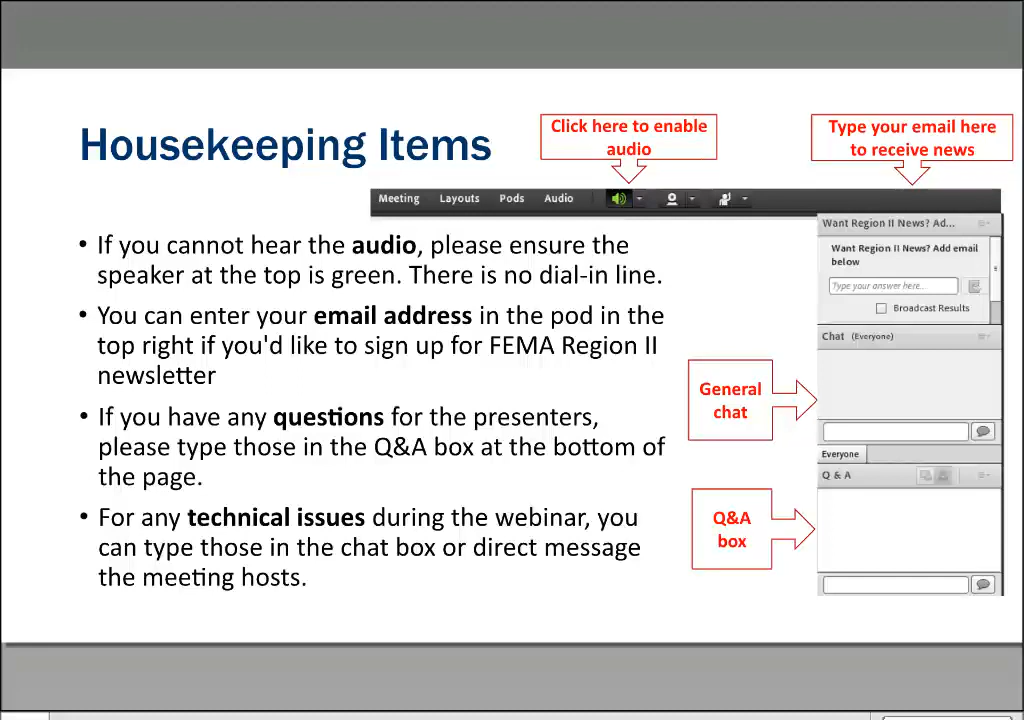 Housekeeping Items
Click here to enable
audio
Type your email here
to receive news
Meeting Layouts Pods Audio
• If you cannot hear the audio, please ensure the
speaker at the top is green. There is no dial-in line.
• You can enter your email address in the pod in the
top right if you'd like to sign up for FEMA Region II
newsletter
• If you have any questions for the presenters,
please type those in the Q&A box at the bottom of
the page.
• For any technical issues during the webinar, you
can type those in the chat box or direct message
the meeting hosts.
Want Region II News? Ad...
Want Region II News? Add email
below
Type your answer here...
Broadcast Results
Chat (Everyone)
General
chat
Everyone
Q & A
Q&A
box